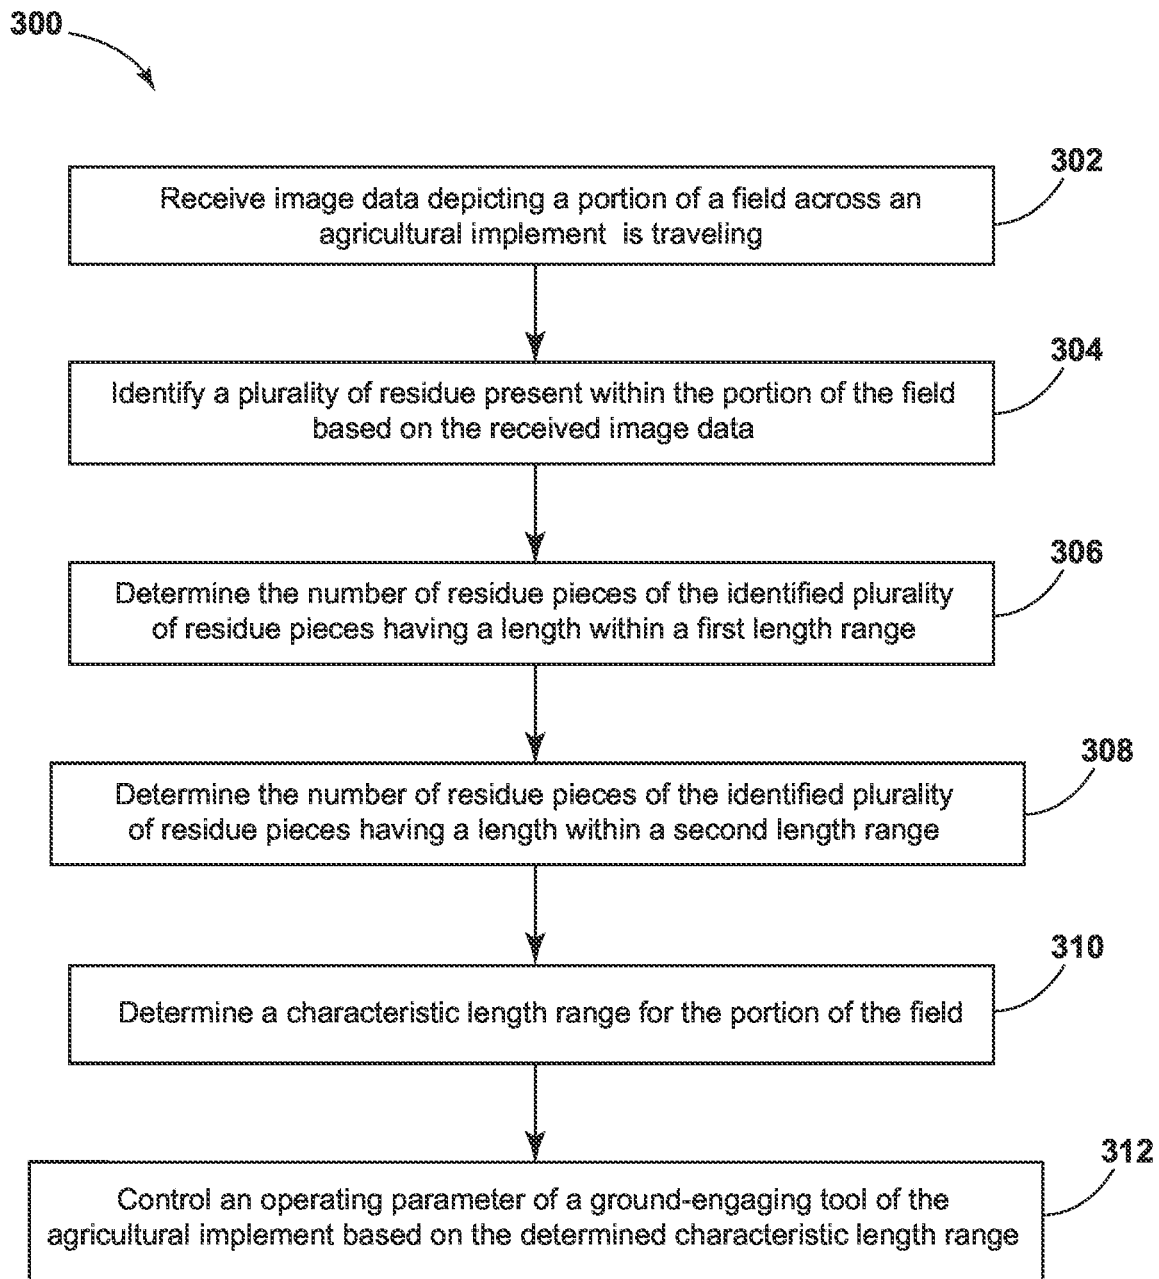 300
302
Receive image data depicting a portion of a field across an
agricultural implement is traveling
304
Identify a plurality of residue present within the portion of the field
based on the received image data
306
Determine the number of residue pieces of the identified plurality
of residue pieces having a length within a first length range
308
Determine the number of residue pieces of the identified plurality
of residue pieces having a length within a second length range
310
Determine a characteristic length range for the portion of the field
312
Control an operating parameter of a ground-engaging tool of the
agricultural implement based on the determined characteristic length range